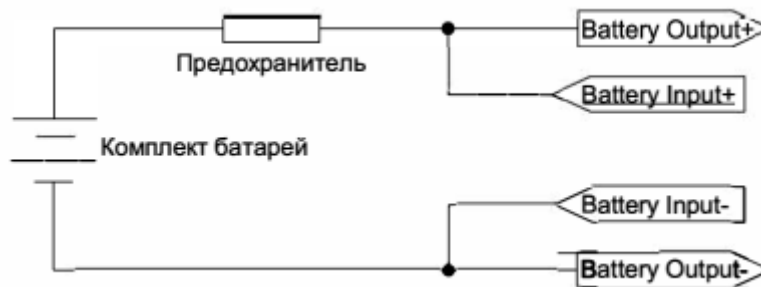 Battery Output+
Предохранитель
Battery Input+
Комплект батарей
Battery Input-
Battery Output-